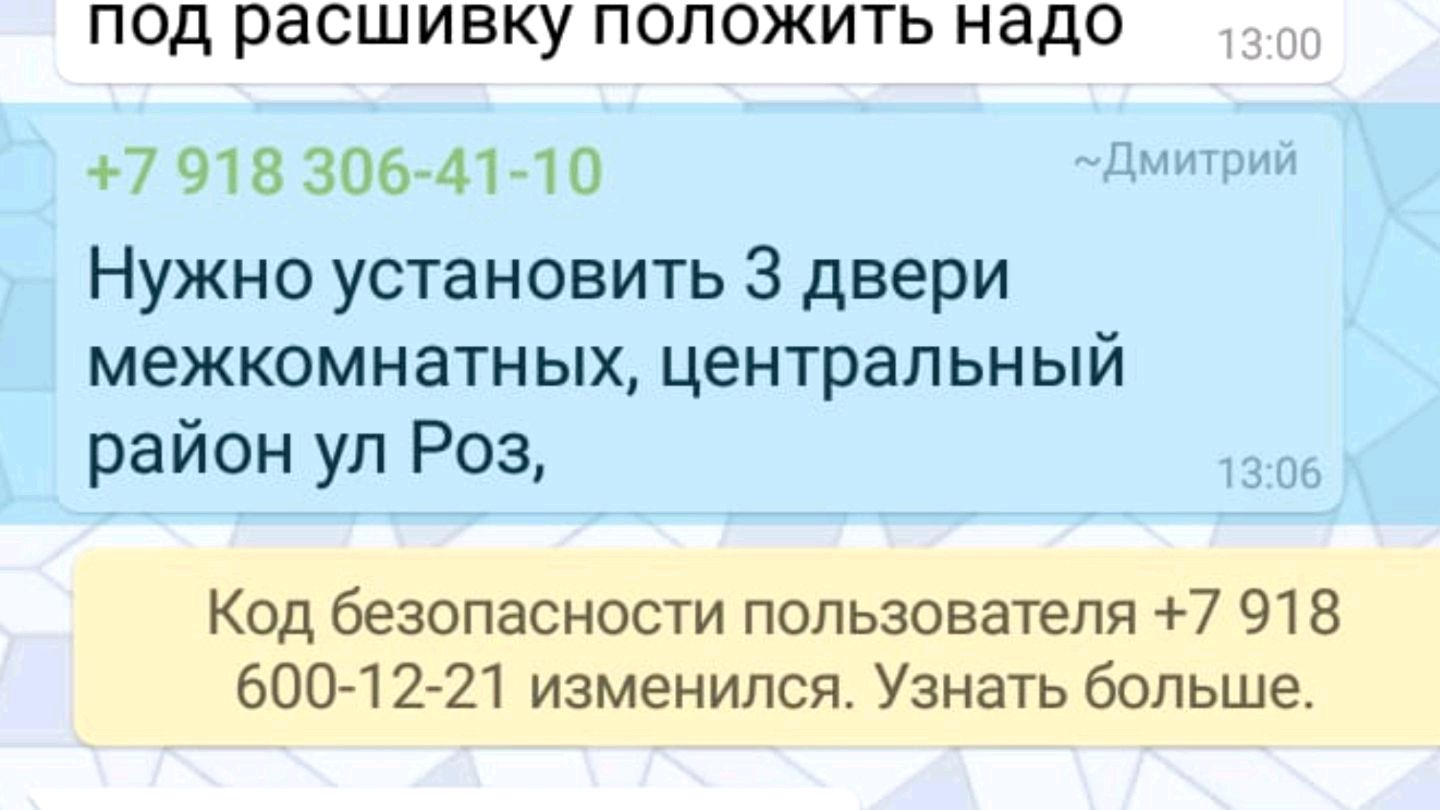 под расшивку положить надо
13:00
+7 918 306-41-10
~Дмитрий
Нужно установить 3 двери
межкомнатных, центральный
район ул Роз,
13:06
Код безопасности пользователя +7 918
600-12-21 изменился. Узнать больше.